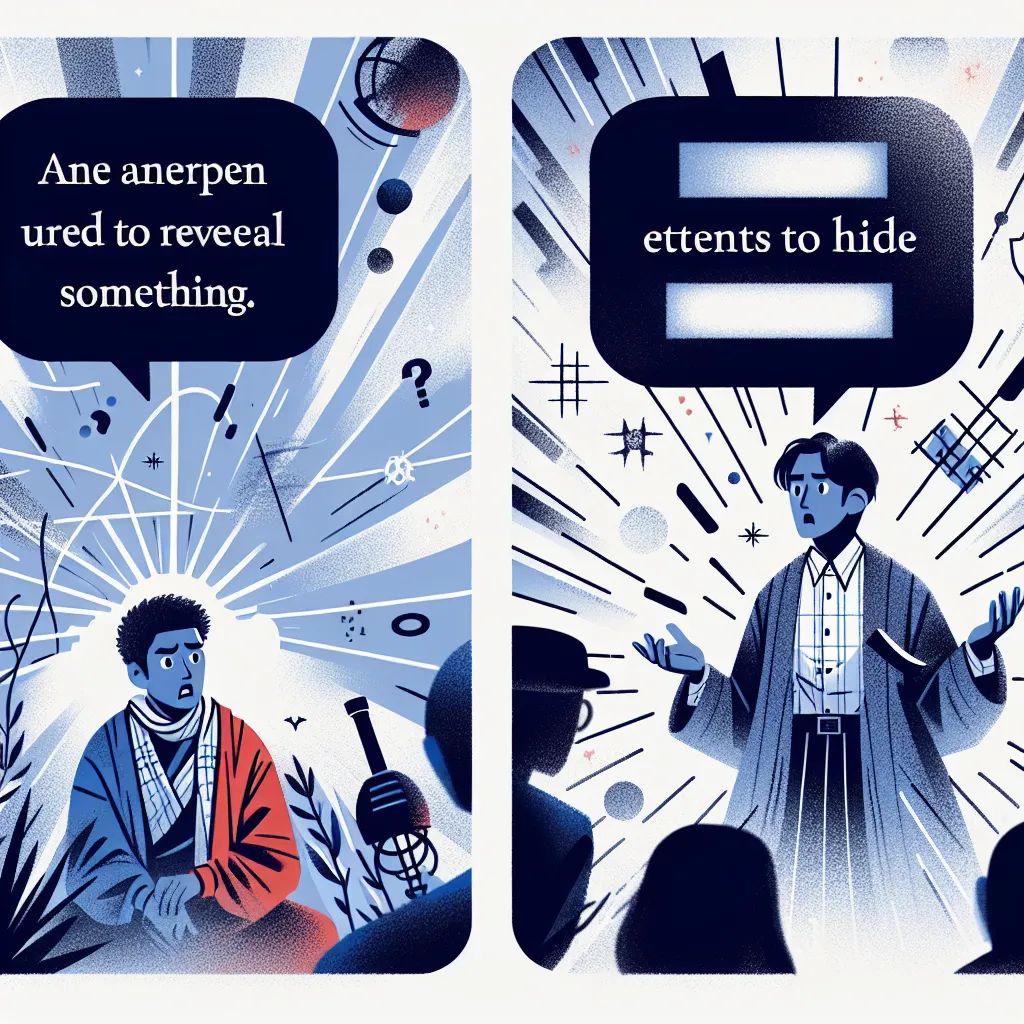 Ane anerpen
ured to reveeal
something.
ettents to hide
?